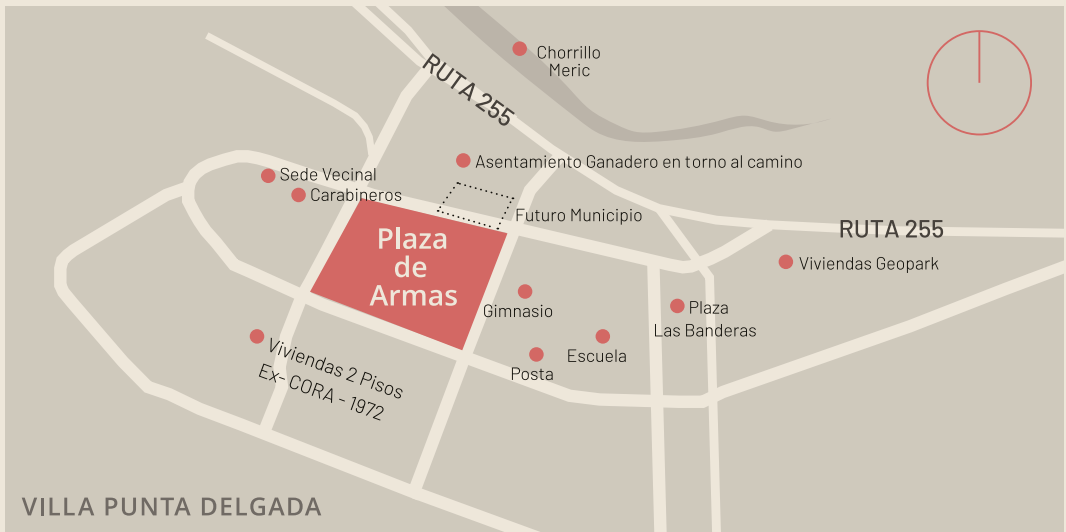 Chorrillo
Meric
RUTA 255
Asentamiento Ganadero en torno al camino
Sede Vecinal
Carabineros
Futuro Municipio
RUTA 255
Plaza
de
Armas
Viviendas Geopark
Gimnasio
Plaza
Las Banderas
Escuela
Posta
Viviendas 2 Pisos
Ex- CORA - 1972
VILLA PUNTA DELGADA